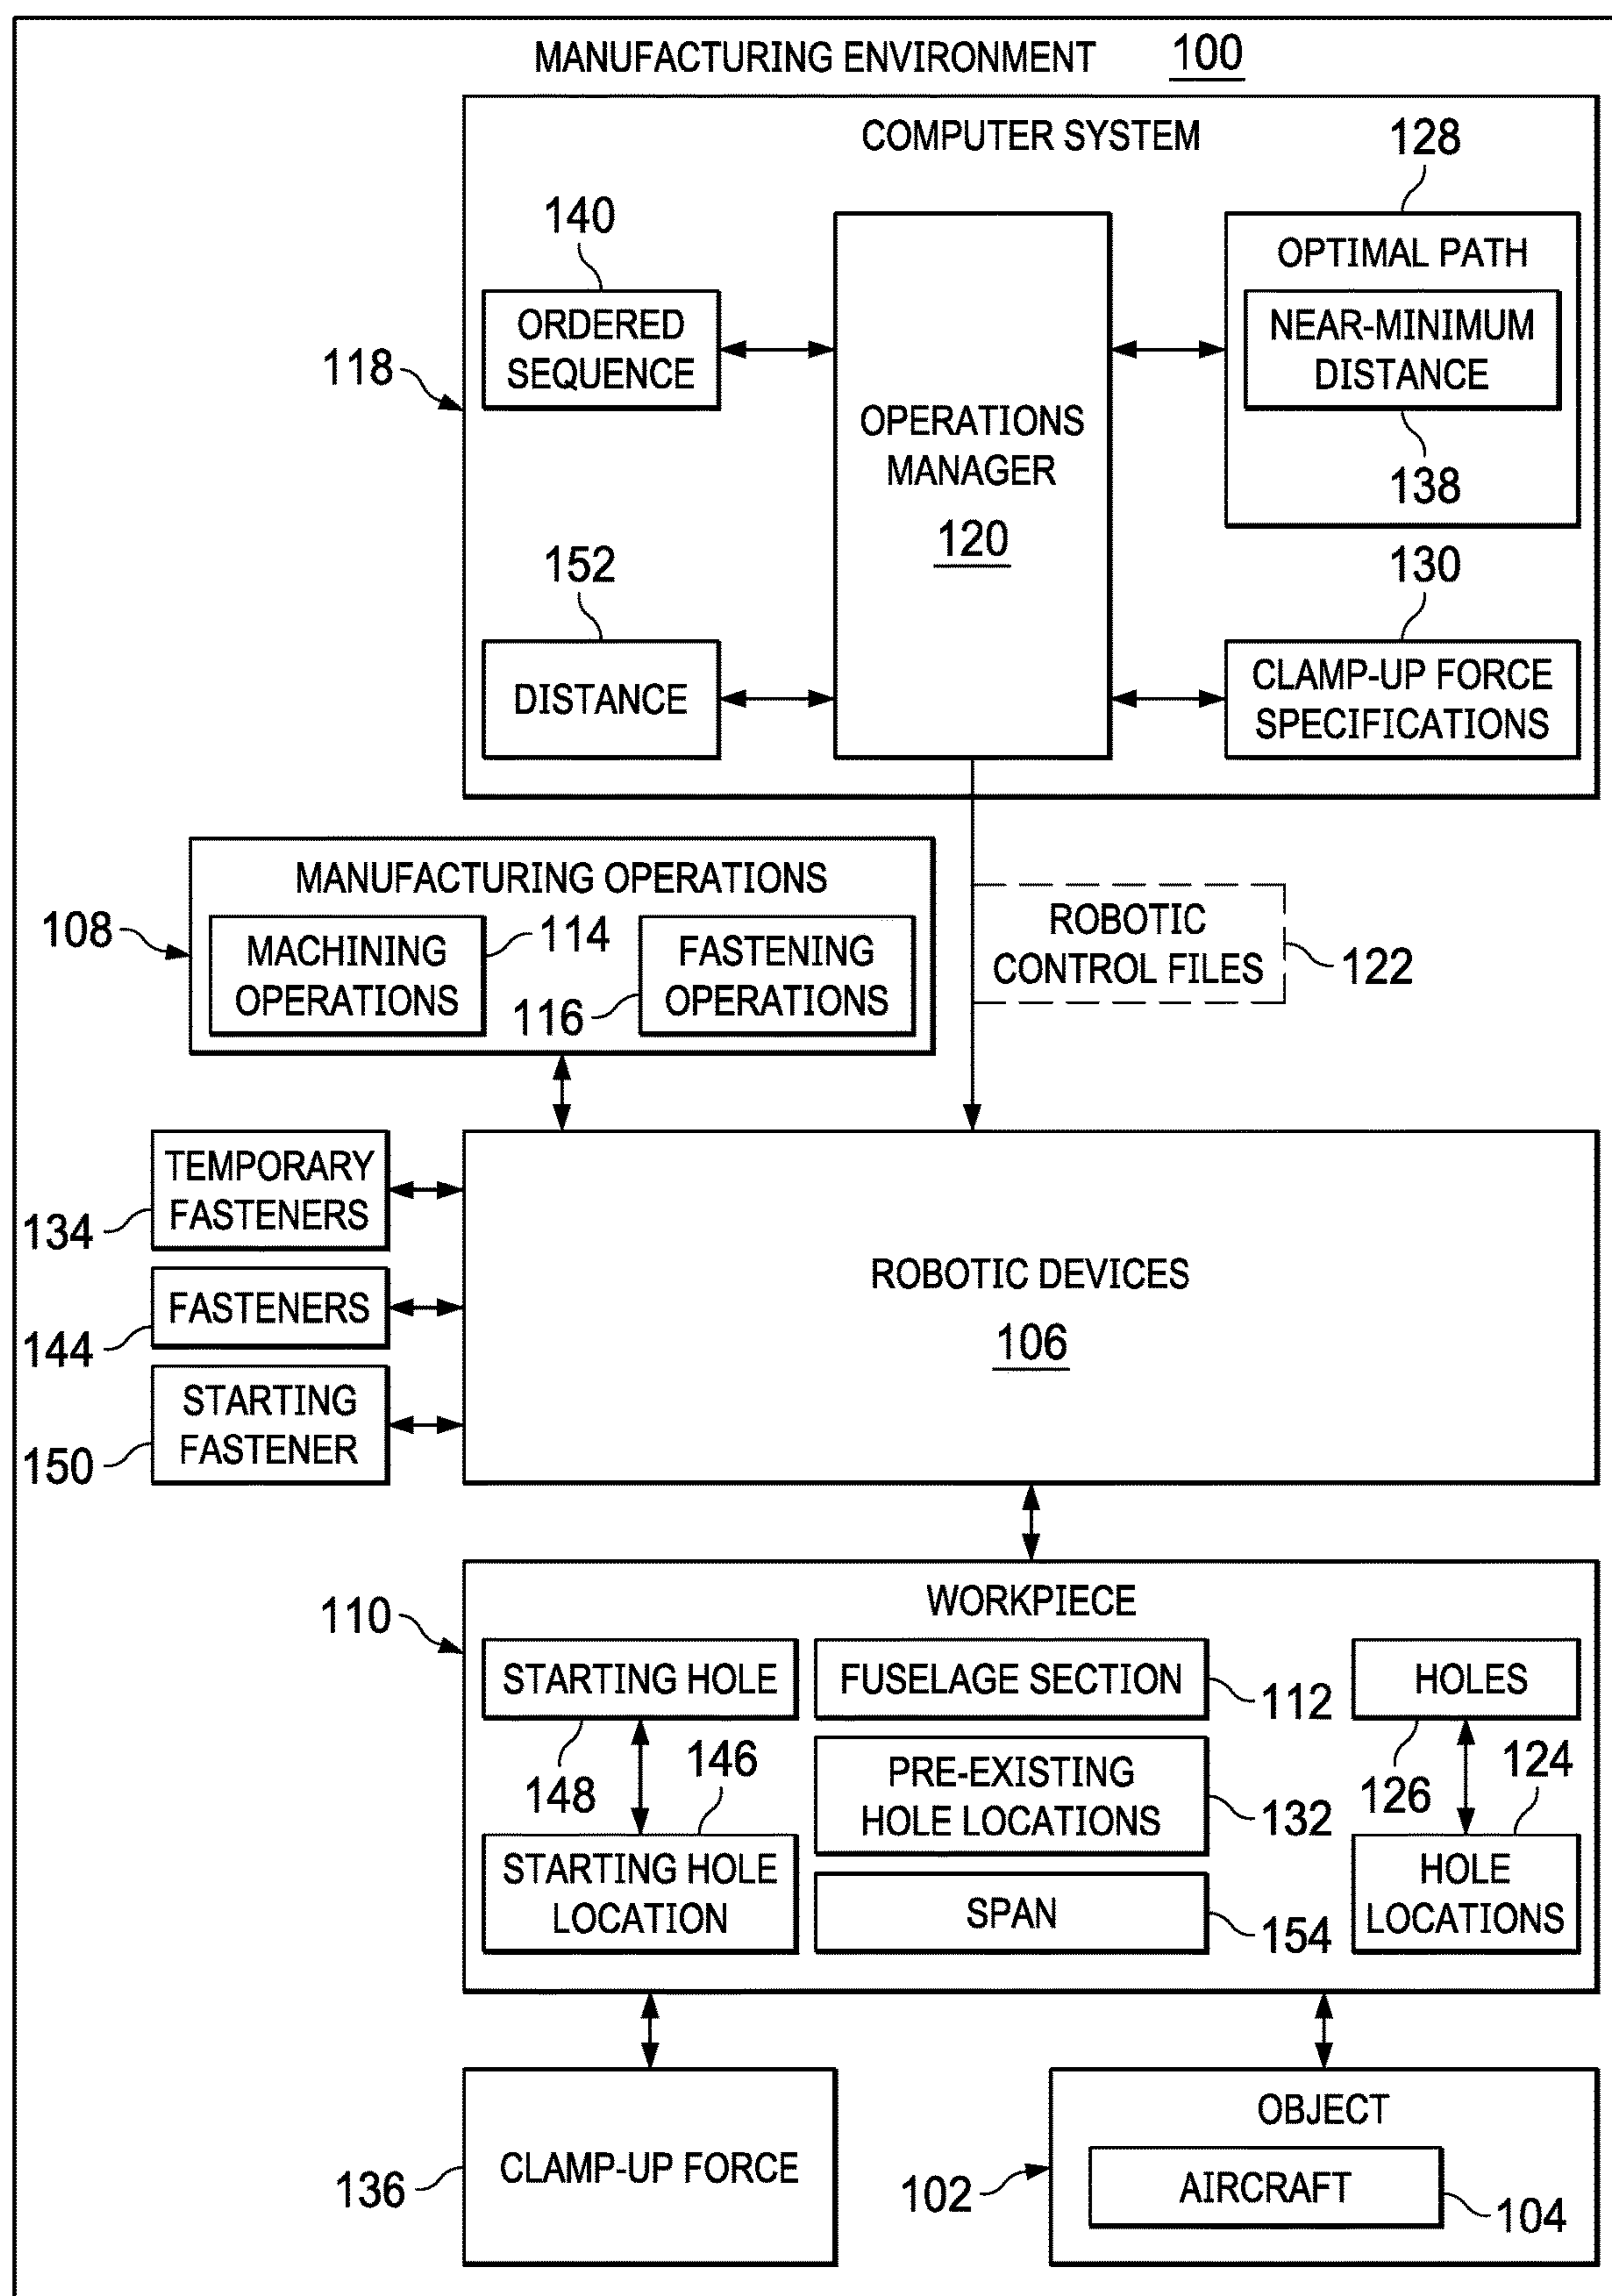 MANUFACTURING ENVIRONMENT 100
COMPUTER SYSTEM
118
140
ORDERED
SEQUENCE
152
DISTANCE
OPERATIONS
MANAGER
120
128
OPTIMAL PATH
NEAR-MINIMUM
DISTANCE
138
130
CLAMP-UP FORCE
SPECIFICATIONS
MANUFACTURING OPERATIONS
108
MACHINING
OPERATIONS
114
116
FASTENING
OPERATIONS
ROBOTIC
CONTROL FILES
122
TEMPORARY
FASTENERS
134
FASTENERS
144
STARTING
FASTENER
150
ROBOTIC DEVICES
106
WORKPIECE
110
STARTING HOLE
148
146
STARTING HOLE
LOCATION
FUSELAGE SECTION
112
PRE-EXISTING
HOLE LOCATIONS
132
SPAN
154
HOLES
126
124
HOLE
LOCATIONS
CLAMP-UP FORCE
136
OBJECT
102
AIRCRAFT
104